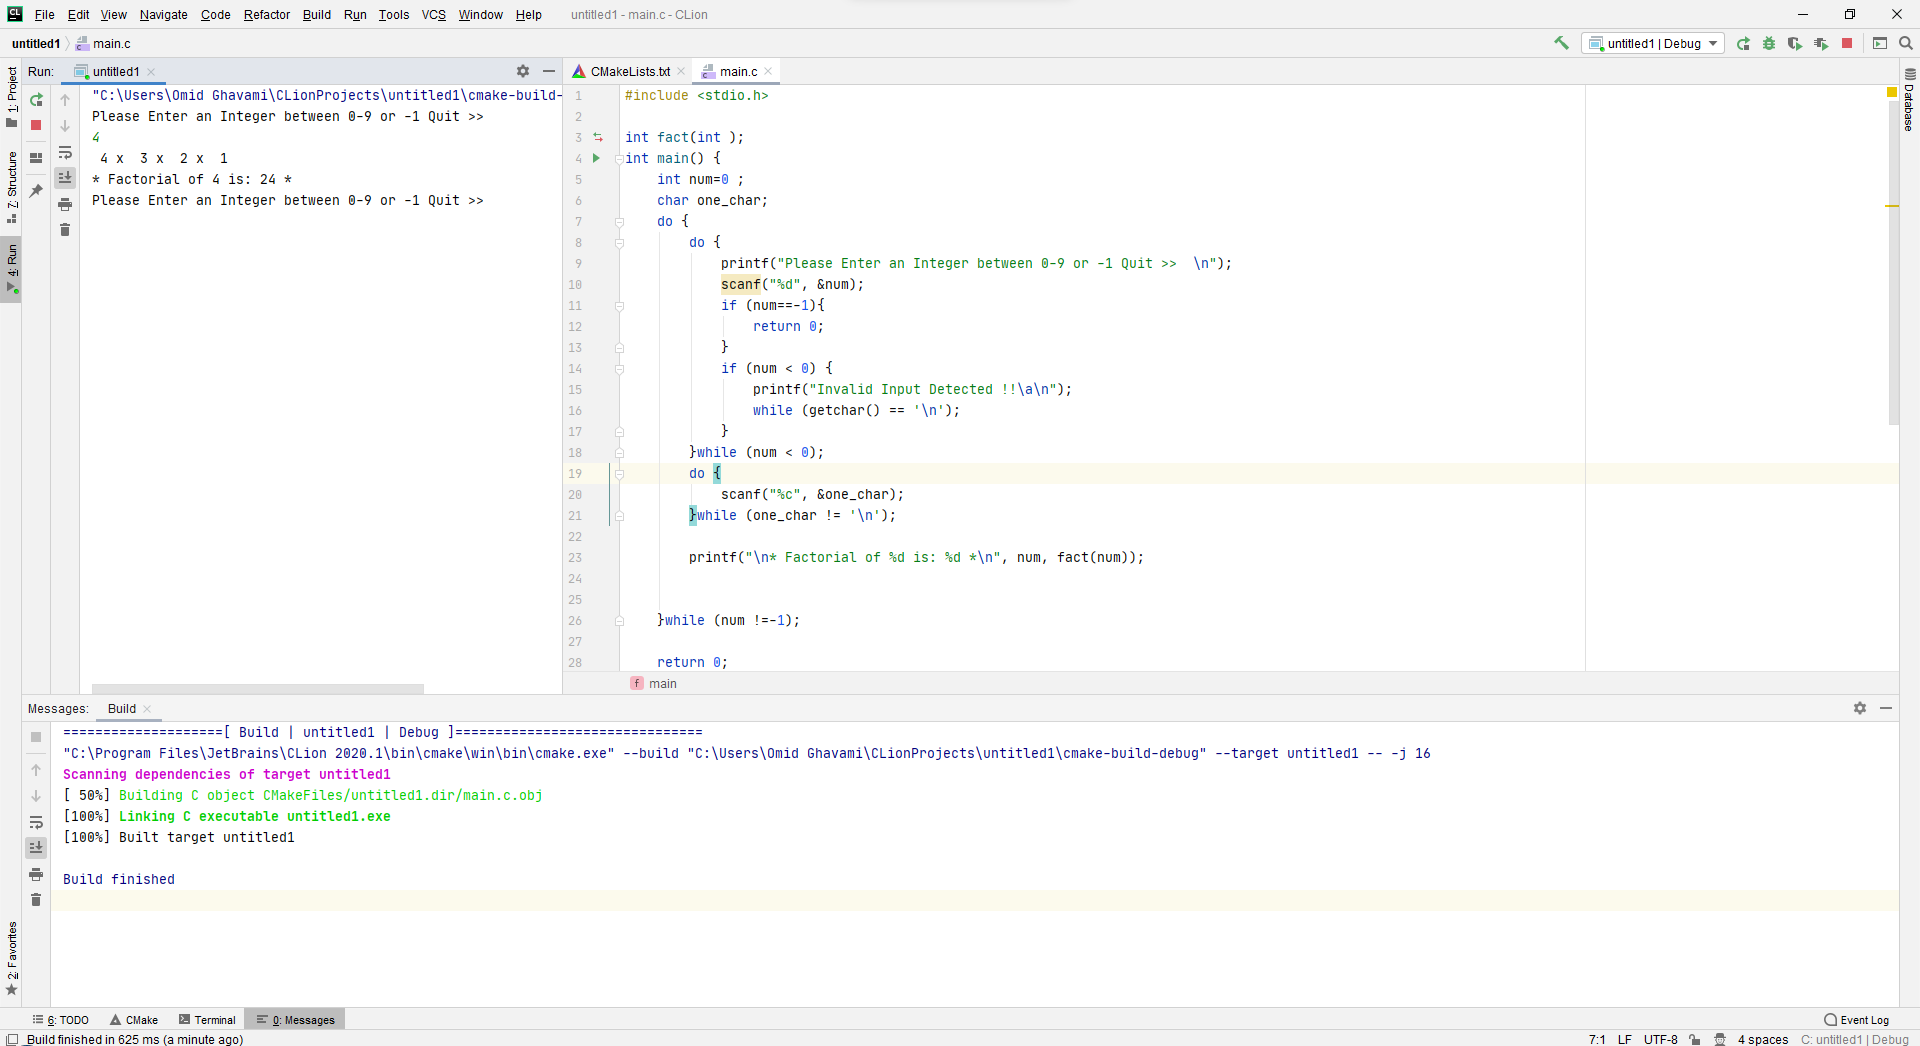 File Edit View Navigate Code Refactor Build Run Tools VCS Window Help untitled1 - main.c - CLion
untitled1 main.c untitled1 | Debug
Run: untitled1
"C:\Users\Omid Ghavami\CLionProjects\untitled1\cmake-build-
Please Enter an Integer between 0-9 or -1 Quit >>
4
4 x  3 x  2 x  1
* Factorial of 4 is: 24 *
Please Enter an Integer between 0-9 or -1 Quit >>
1: Project
7: Structure
4: Run
2: Favorites
CMakeLists.txt main.c
1 #include <stdio.h>
2
3 int fact(int );
4 int main() {
5     int num=0 ;
6     char one_char;
7     do {
8         do {
9             printf("Please Enter an Integer between 0-9 or -1 Quit >>  \n");
10             scanf("%d", &num);
11             if (num==-1){
12                 return 0;
13             }
14             if (num < 0) {
15                 printf("Invalid Input Detected !!\a\n");
16                 while (getchar() == '\n');
17             }
18         }while (num < 0);
19         do {
20             scanf("%c", &one_char);
21         }while (one_char != '\n');
22
23         printf("\n* Factorial of %d is: %d *\n", num, fact(num));
24
25
26     }while (num !=-1);
27
28     return 0;
f main
Database
Messages: Build
====================[ Build | untitled1 | Debug ]===============================
"C:\Program Files\JetBrains\CLion 2020.1\bin\cmake\win\bin\cmake.exe" --build "C:\Users\Omid Ghavami\CLionProjects\untitled1\cmake-build-debug" --target untitled1 -- -j 16
Scanning dependencies of target untitled1
[ 50%] Building C object CMakeFiles/untitled1.dir/main.c.obj
[100%] Linking C executable untitled1.exe
[100%] Built target untitled1
Build finished
6: TODO CMake Terminal 0: Messages Event Log
Build finished in 625 ms (a minute ago) 7:1 LF UTF-8 4 spaces C: untitled1 | Debug